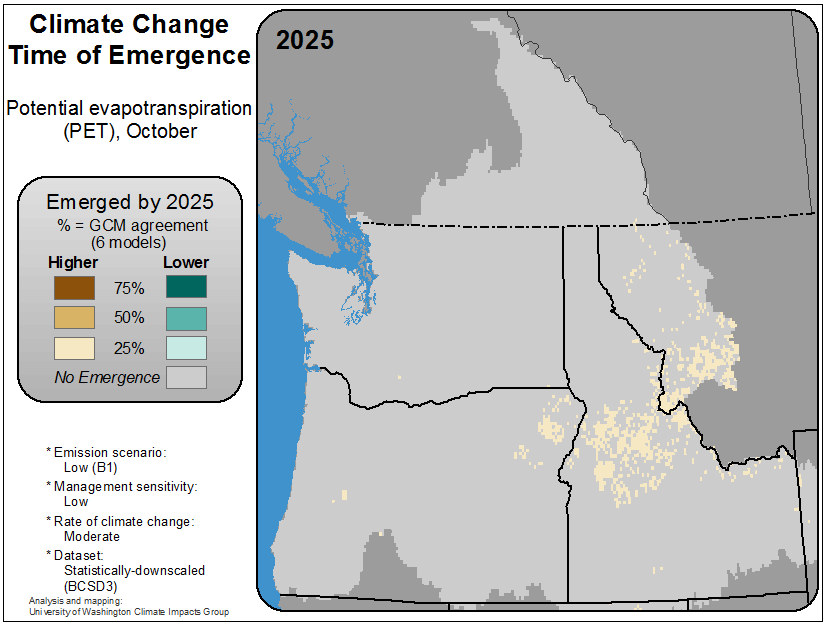 Climate Change
Time of Emergence
Potential evapotranspiration
(PET), October
Emerged by 2025
% = GCM agreement
(6 models)
Higher Lower
75%
50%
25%
No Emergence
* Emission scenario:
Low (B1)
* Management sensitivity:
Low
* Rate of climate change:
Moderate
* Dataset:
Statistically-downscaled
(BCSD3)
Analysis and mapping:
University of Washington Climate Impacts Group
2025